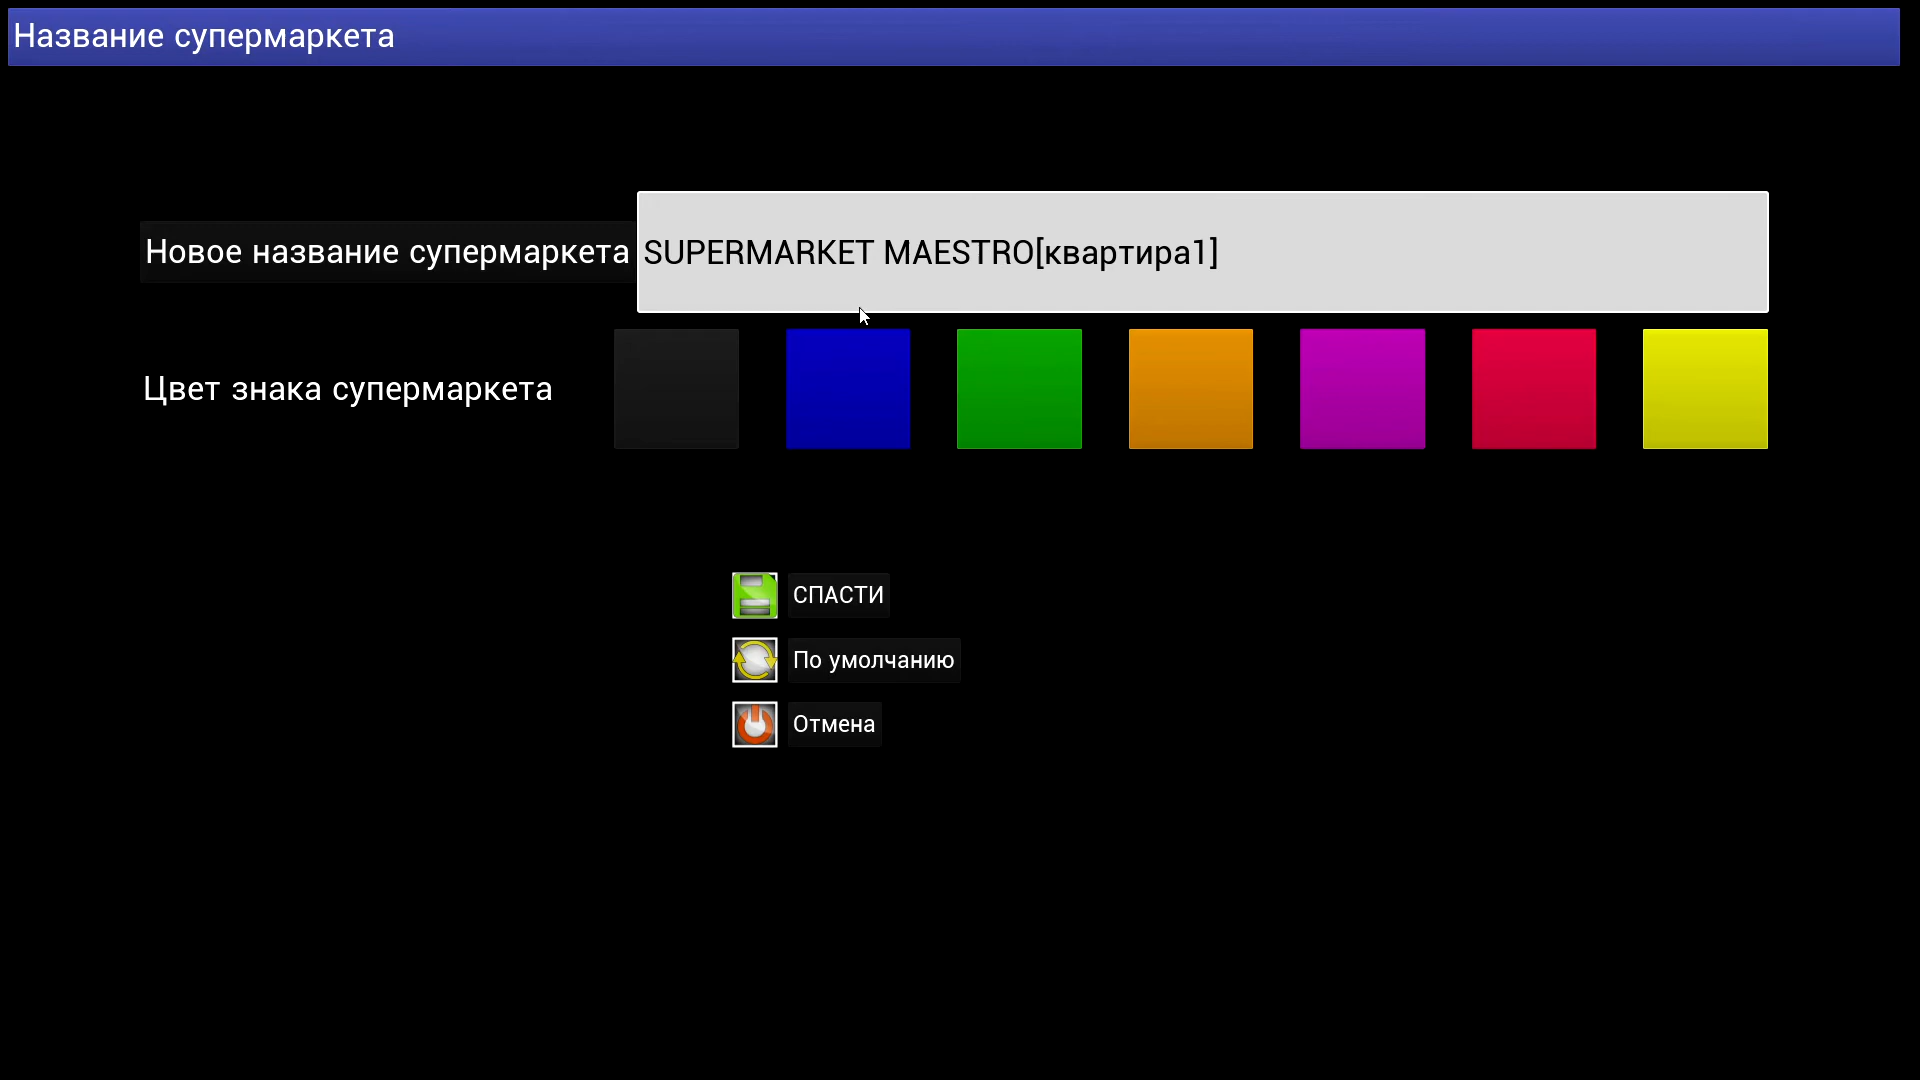 Название супермаркета
Новое название супермаркета SUPERMARKET MAESTRO[квартира1]
Цвет знака супермаркета
СПАСТИ
По умолчанию
Отмена